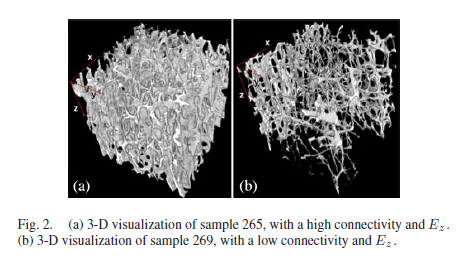 x
y
z
(a)
x
z
(b)
Fig. 2. (a) 3-D visualization of sample 265, with a high connectivity and E_z.
(b) 3-D visualization of sample 269, with a low connectivity and E_z.